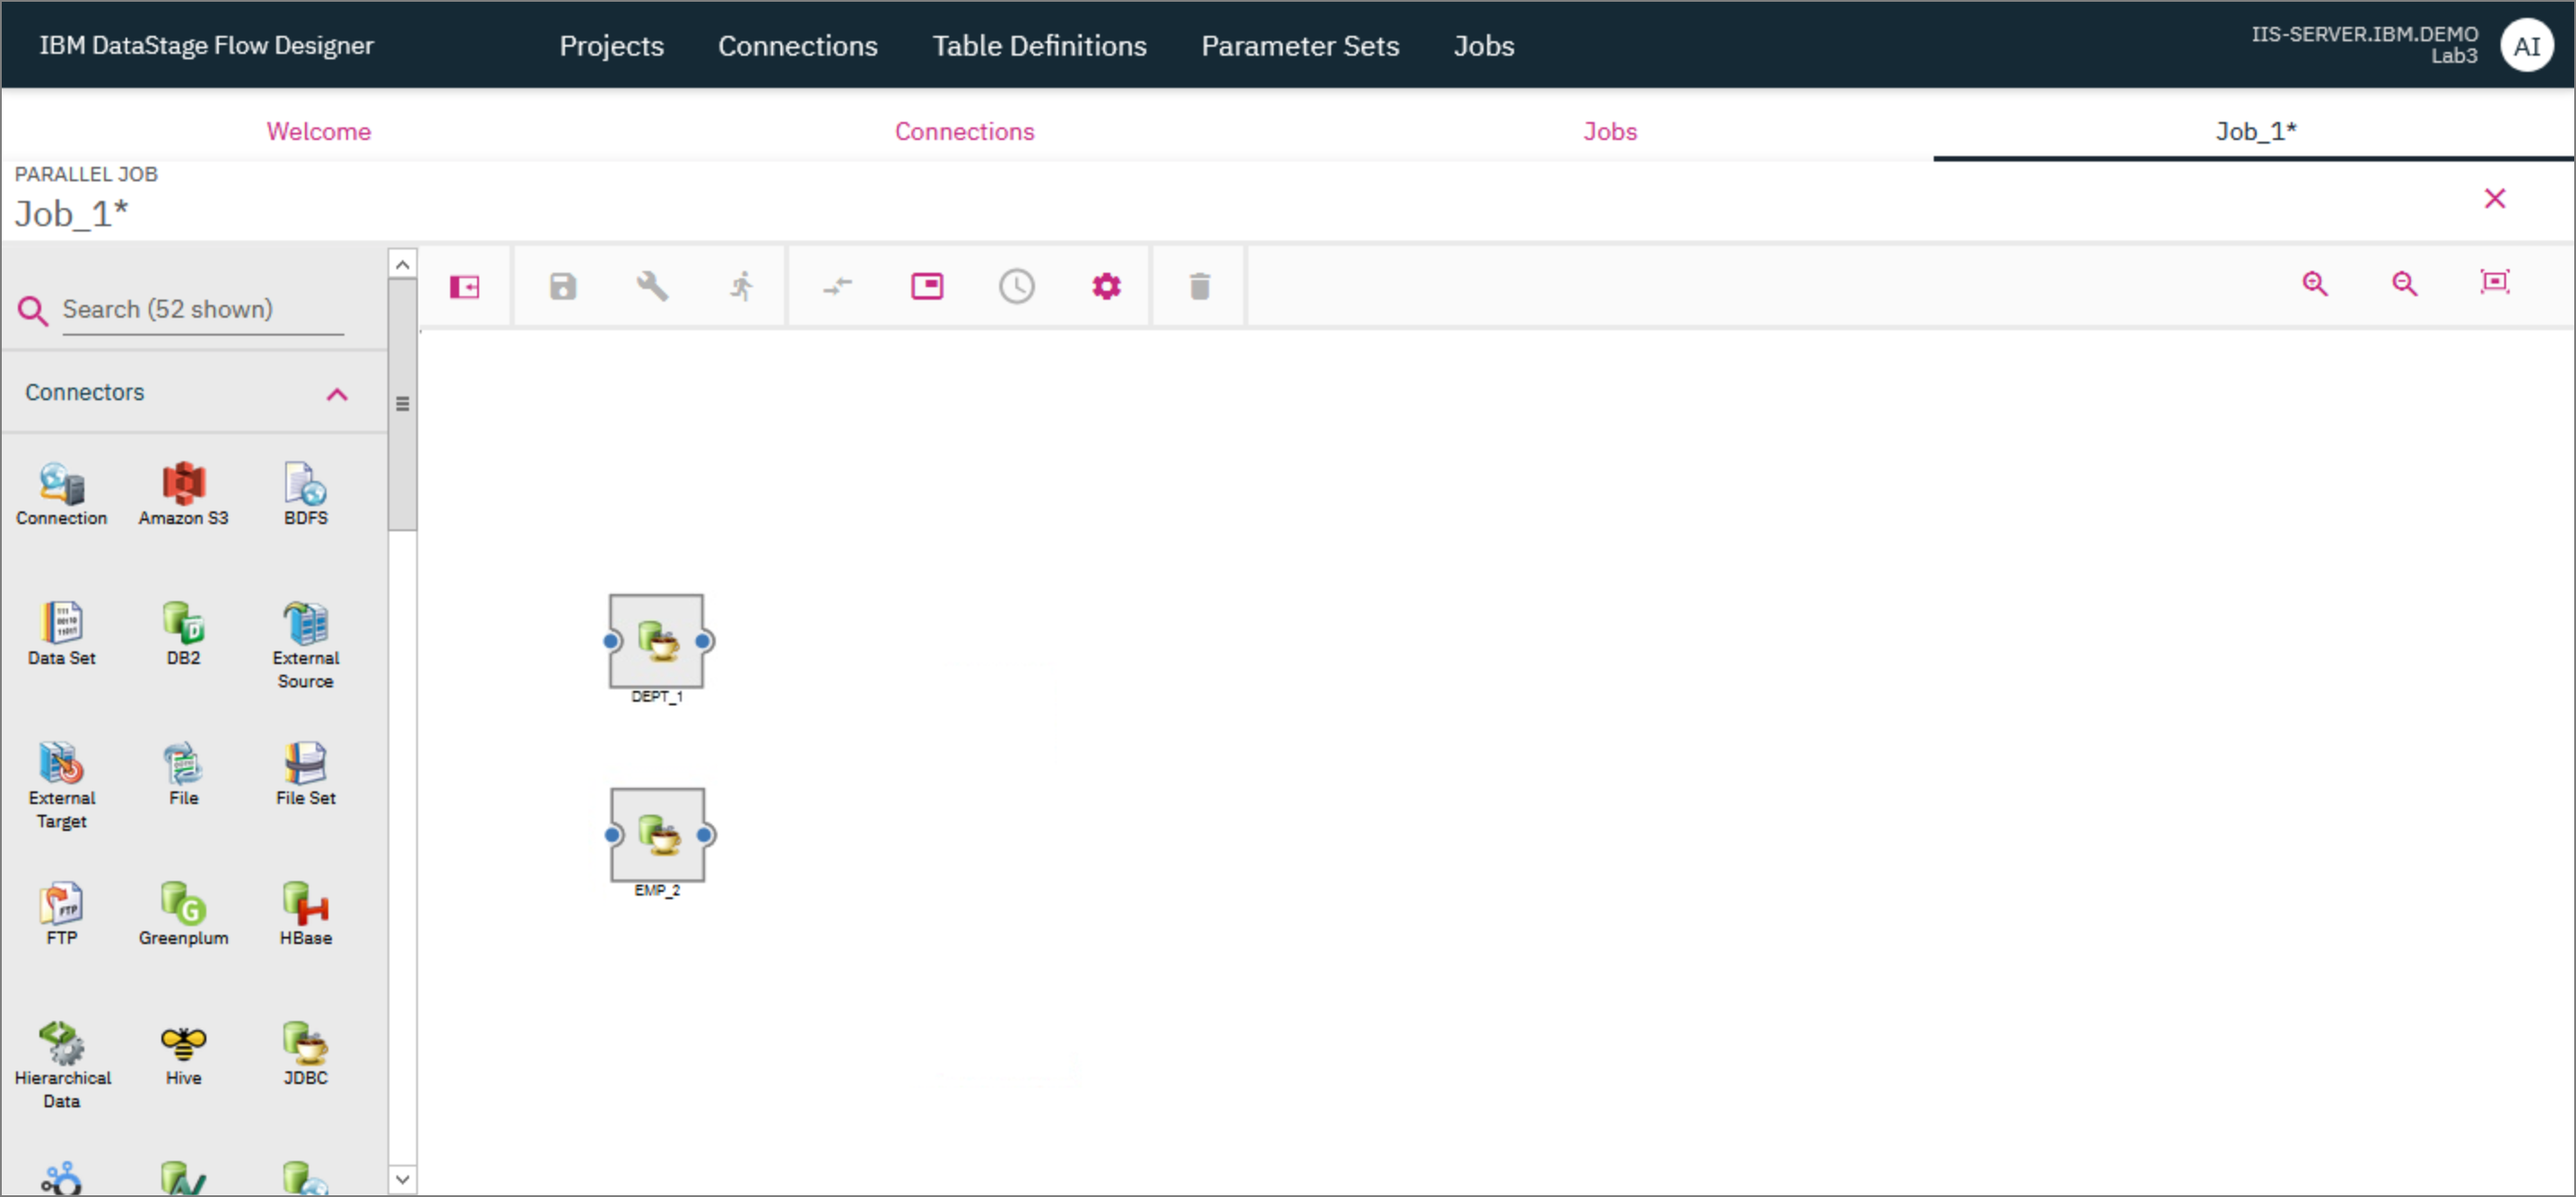 IBM DataStage Flow Designer
Projects
Connections
Table Definitions
Parameter Sets
Jobs
IIS-SERVER.IBM.DEMO
Lab3
AI
Welcome
Connections
Jobs
Job_1*
PARALLEL JOB
Job_1*
Search (52 shown)
Connectors
Connection
Amazon S3
BDFS
Data Set
DB2
External
Source
External
Target
File
File Set
FTP
Greenplum
HBase
Hierarchical
Data
Hive
JDBC
DEPT_1
EMP_2